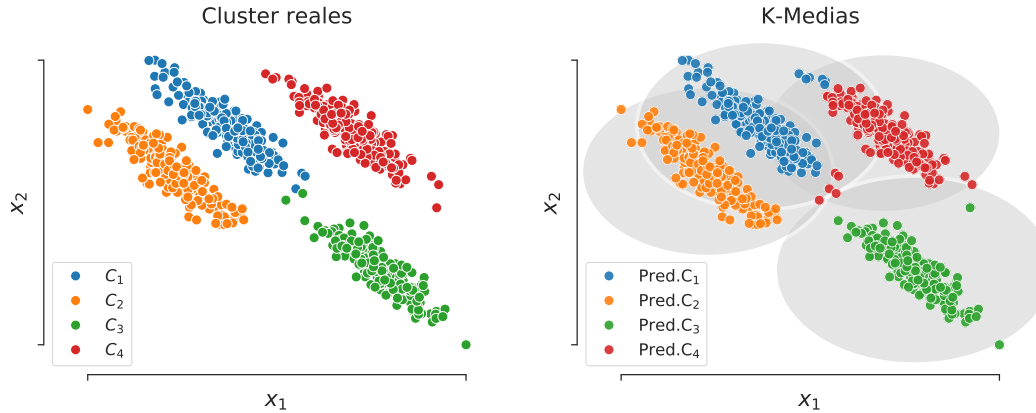 Cluster reales
x₂
C₁
C₂
C₃
C₄
x₁
K-Medias
x₂
Pred.C₁
Pred.C₂
Pred.C₃
Pred.C₄
x₁